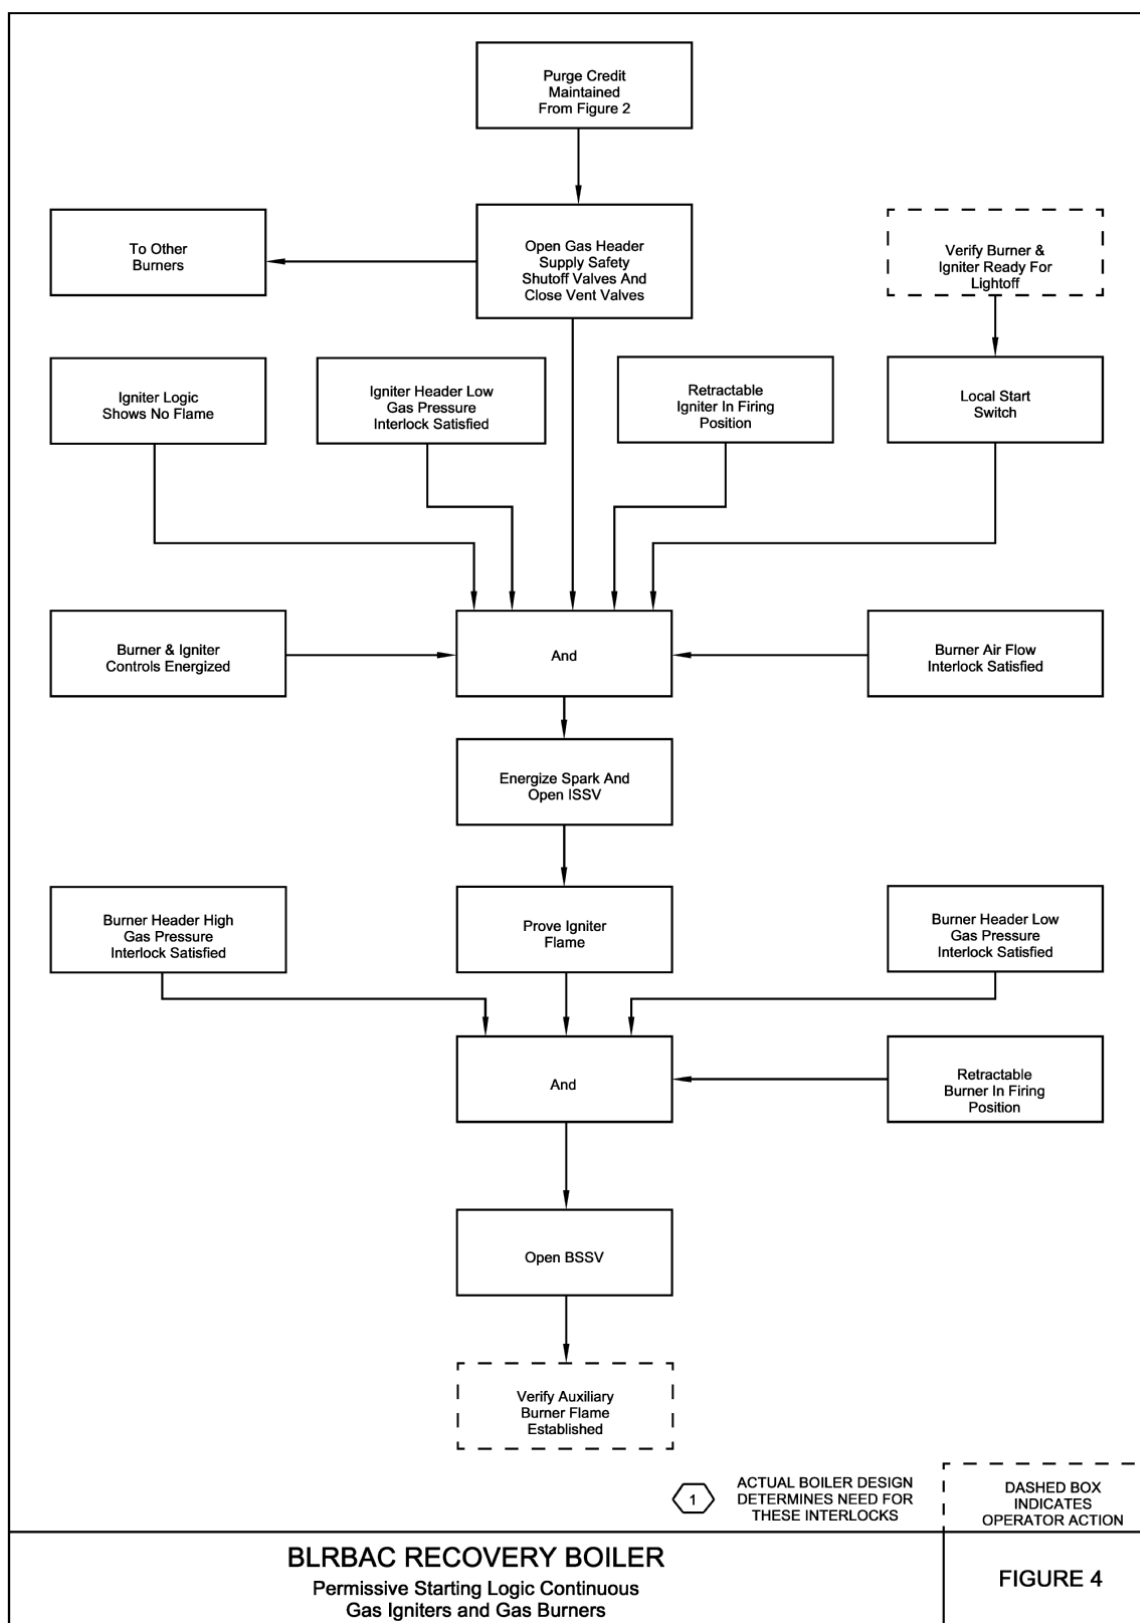 Purge Credit
Maintained
From Figure 2
To Other
Burners
Open Gas Header
Supply Safety
Shutoff Valves And
Close Vent Valves
Verify Burner &
Igniter Ready For
Lightoff
Igniter Logic
Shows No Flame
Igniter Header Low
Gas Pressure
Interlock Satisfied
Retractable
Igniter In Firing
Position
Local Start
Switch
Burner & Igniter
Controls Energized
And
Burner Air Flow
Interlock Satisfied
Energize Spark And
Open ISSV
Burner Header High
Gas Pressure
Interlock Satisfied
Prove Igniter
Flame
Burner Header Low
Gas Pressure
Interlock Satisfied
And
Retractable
Burner In Firing
Position
Open BSSV
Verify Auxiliary
Burner Flame
Established
1
ACTUAL BOILER DESIGN
DETERMINES NEED FOR
THESE INTERLOCKS
DASHED BOX
INDICATES
OPERATOR ACTION
BLRBAC RECOVERY BOILER
Permissive Starting Logic Continuous
Gas Igniters and Gas Burners
FIGURE 4